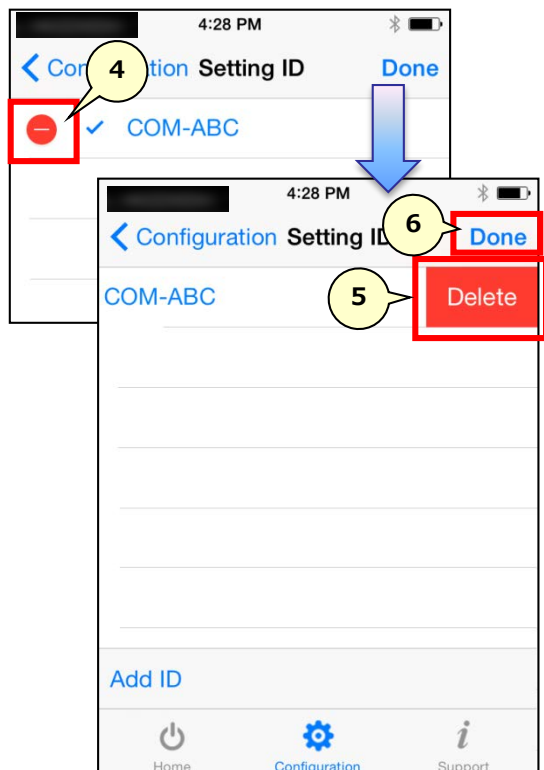 4:28 PM
Configuration Setting ID Done
4
COM-ABC
4:28 PM
Configuration Setting ID Done
6
COM-ABC
5
Delete
Add ID
Home Configuration Support